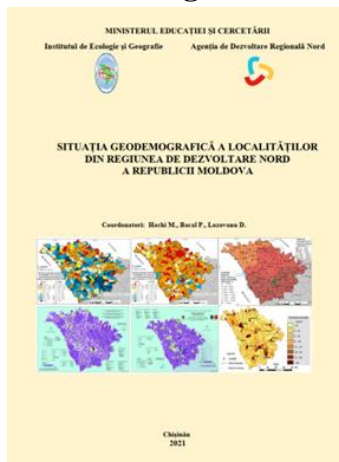 MINISTERUL EDUCAȚIEI ȘI CERCETĂRII
Institutul de Ecologie și Geografie
Agenția de Dezvoltare Regională Nord
SITUAȚIA GEODEMOGRAFICĂ A LOCALITĂȚILOR
DIN REGIUNEA DE DEZVOLTARE NORD
A REPUBLICII MOLDOVA
Coordonatori: Hachi M., Bacal P., Lozovanu D.
Chișinău
2021